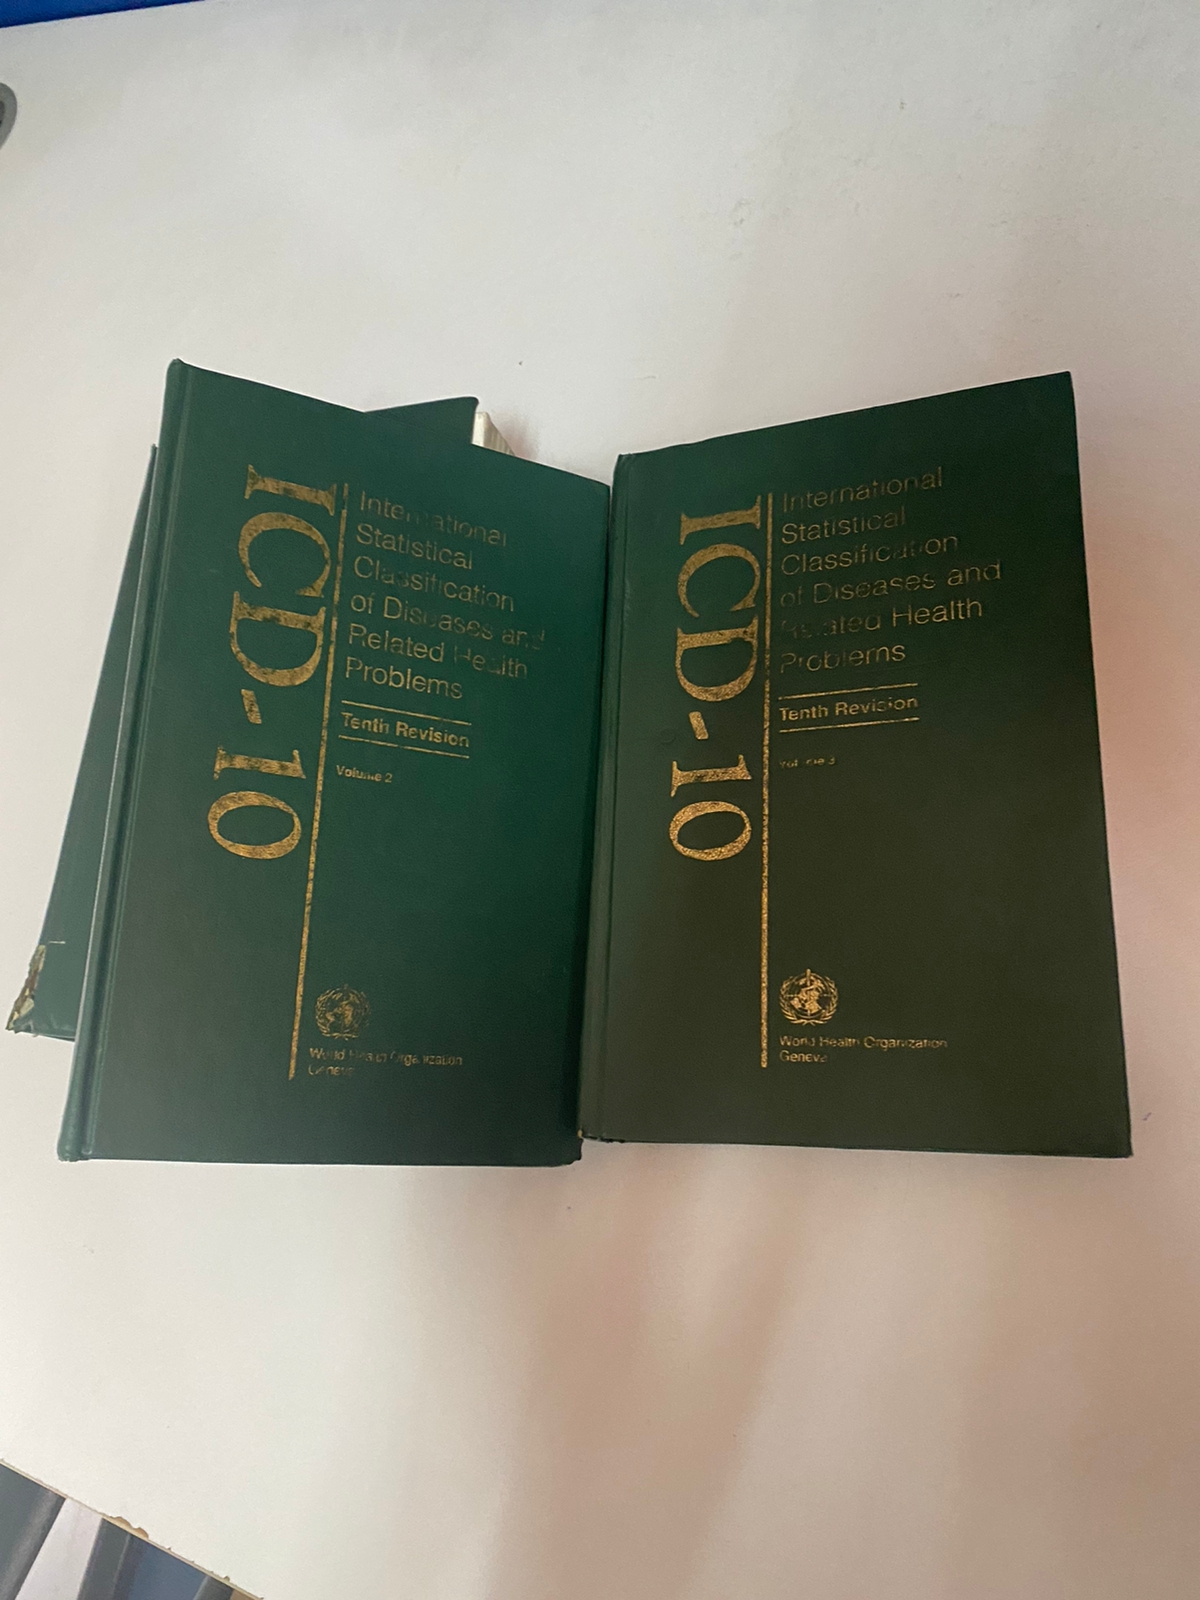 ICD-10
International
Statistical
Classification
of Diseases and
Related Health
Problems
Tenth Revision
Volume 2
World Health Organization
Geneva
ICD-10
International
Statistical
Classification
of Diseases and
Related Health
Problems
Tenth Revision
Volume 3
World Health Organization
Geneva